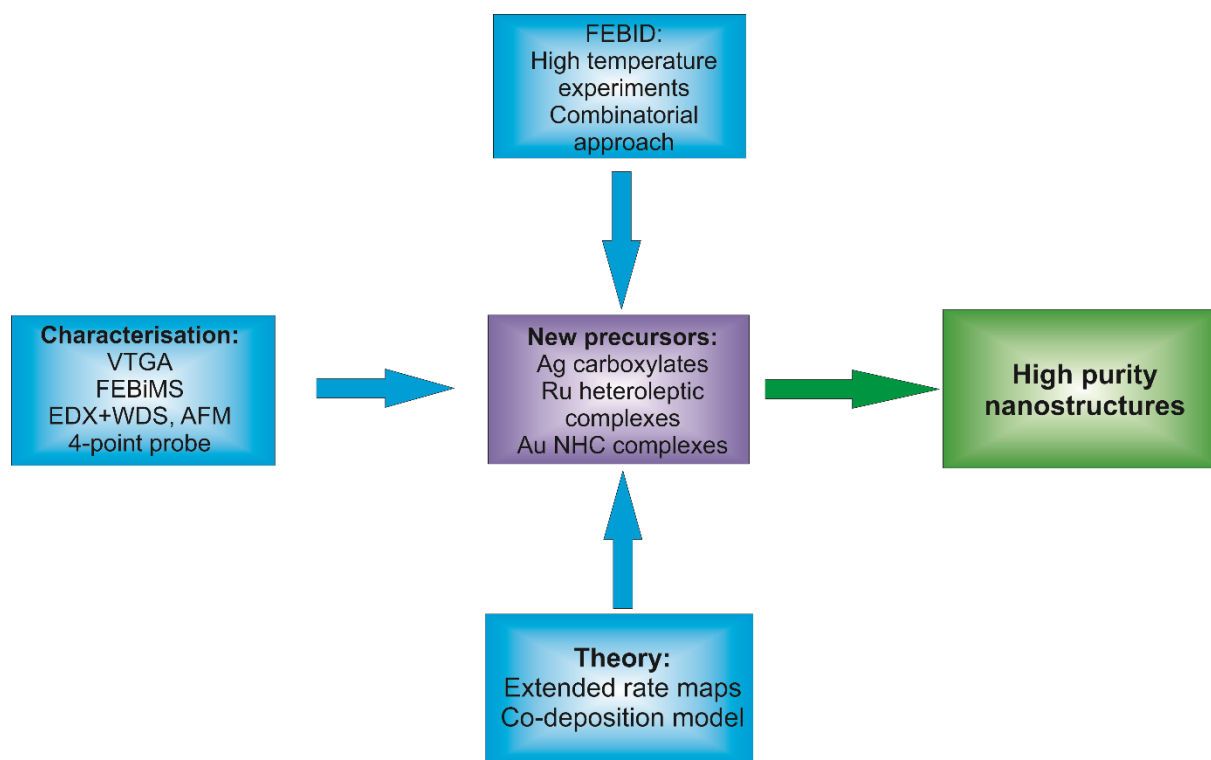 FEBID:
High temperature
experiments
Combinatorial
approach
Characterisation:
VTGA
FEBiMS
EDX+WDS, AFM
4-point probe
New precursors:
Ag carboxylates
Ru heteroleptic
complexes
Au NHC complexes
High purity
nanostructures
Theory:
Extended rate maps
Co-deposition model